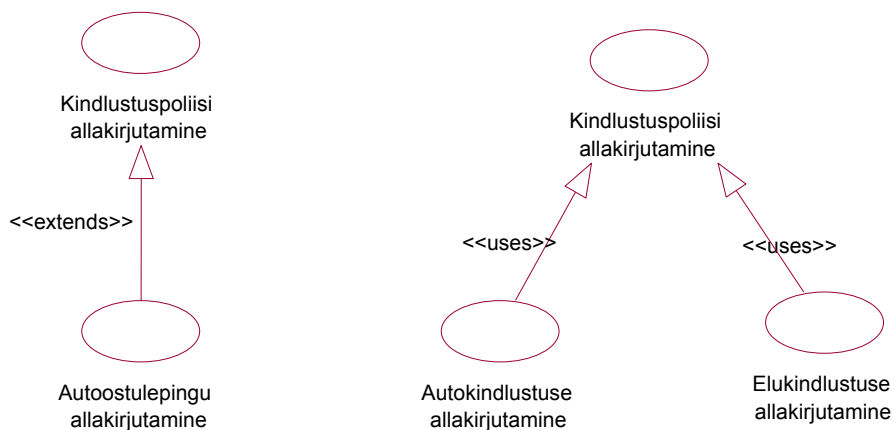 Kindlustuspoliisi
allakirjutamine
<<extends>>
Autoostulepingu
allakirjutamine
Kindlustuspoliisi
allakirjutamine
<<uses>>
<<uses>>
Autokindlustuse
allakirjutamine
Elukindlustuse
allakirjutamine